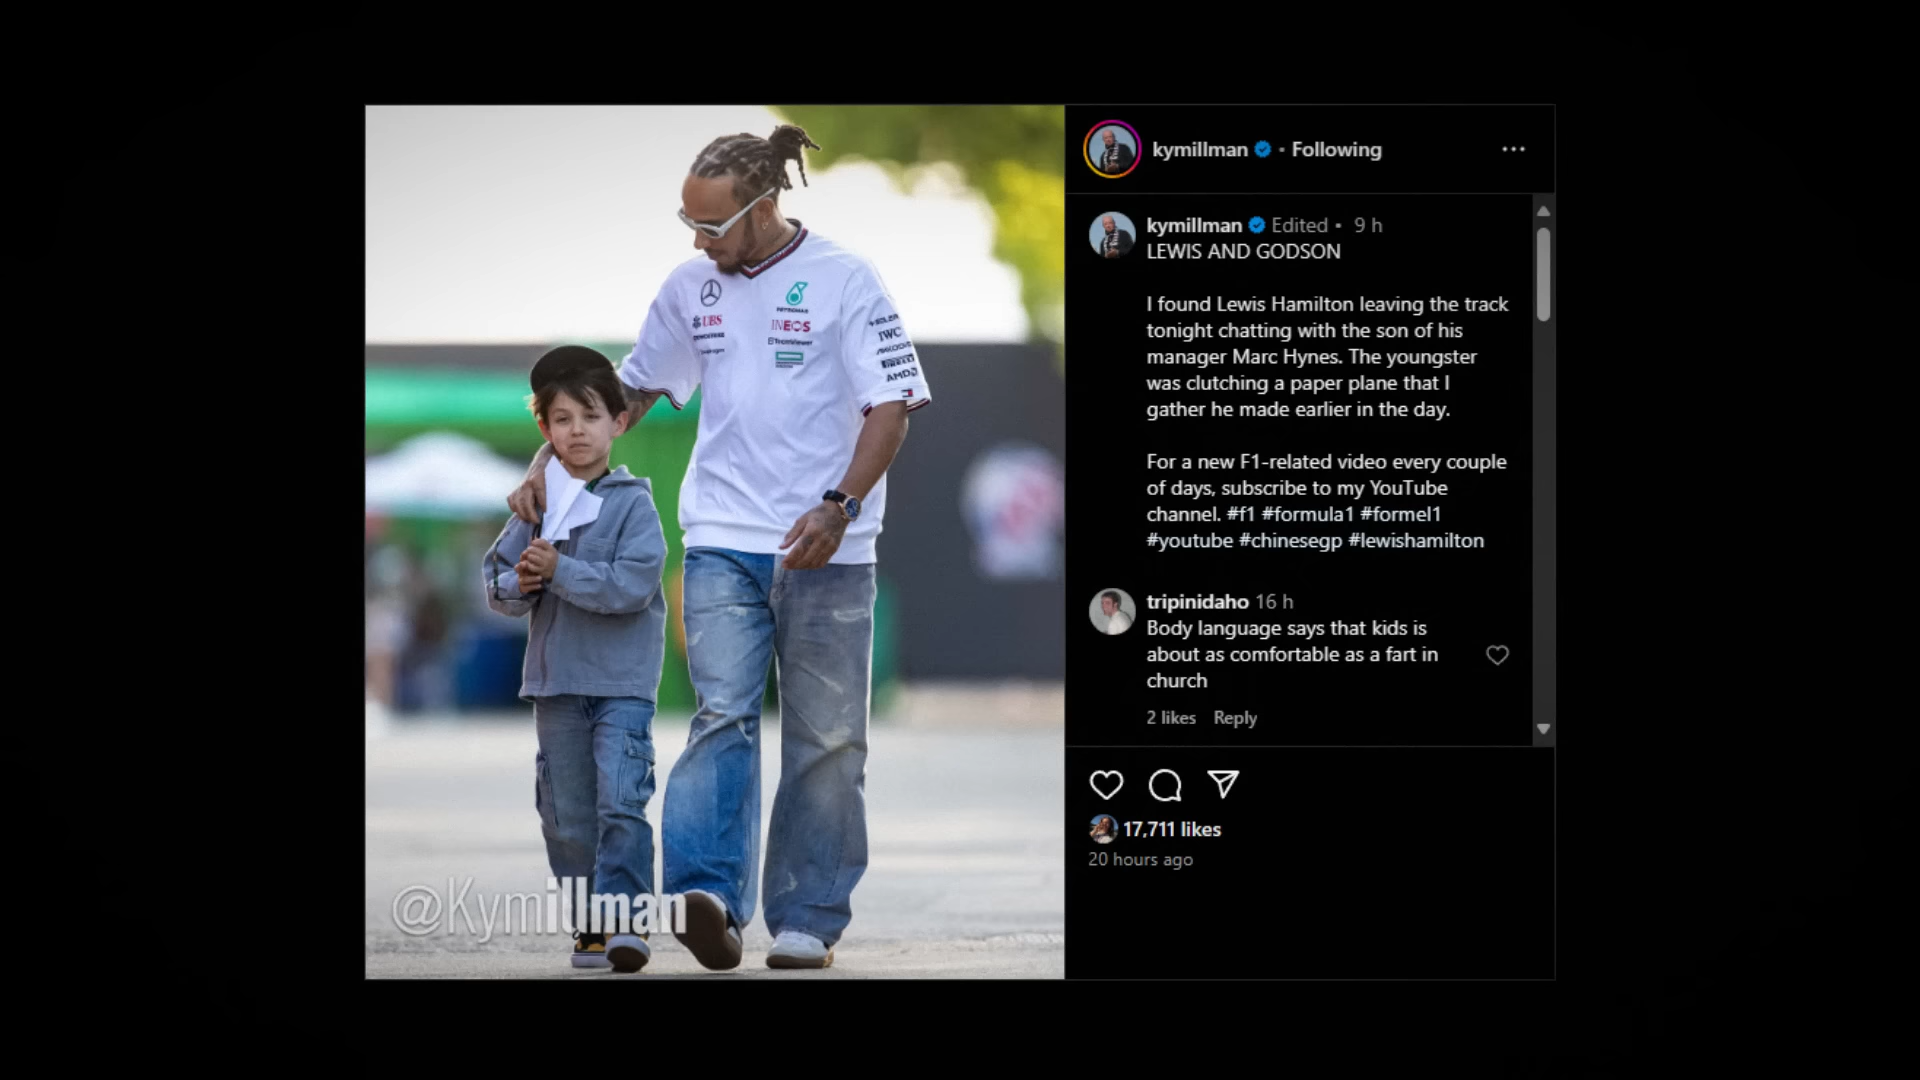 UBS
PETRONAS
INEOS
TeamViewer
IWC
PIRELLI
AMD
@Kymillman
kymillman • Following
kymillman Edited • 9 h
LEWIS AND GODSON
I found Lewis Hamilton leaving the track
tonight chatting with the son of his
manager Marc Hynes. The youngster
was clutching a paper plane that I
gather he made earlier in the day.
For a new F1-related video every couple
of days, subscribe to my YouTube
channel. #f1 #formula1 #formel1
#youtube #chinesegp #lewishamilton
tripinidaho 16 h
Body language says that kids is
about as comfortable as a fart in
church
2 likes Reply
17,711 likes
20 hours ago